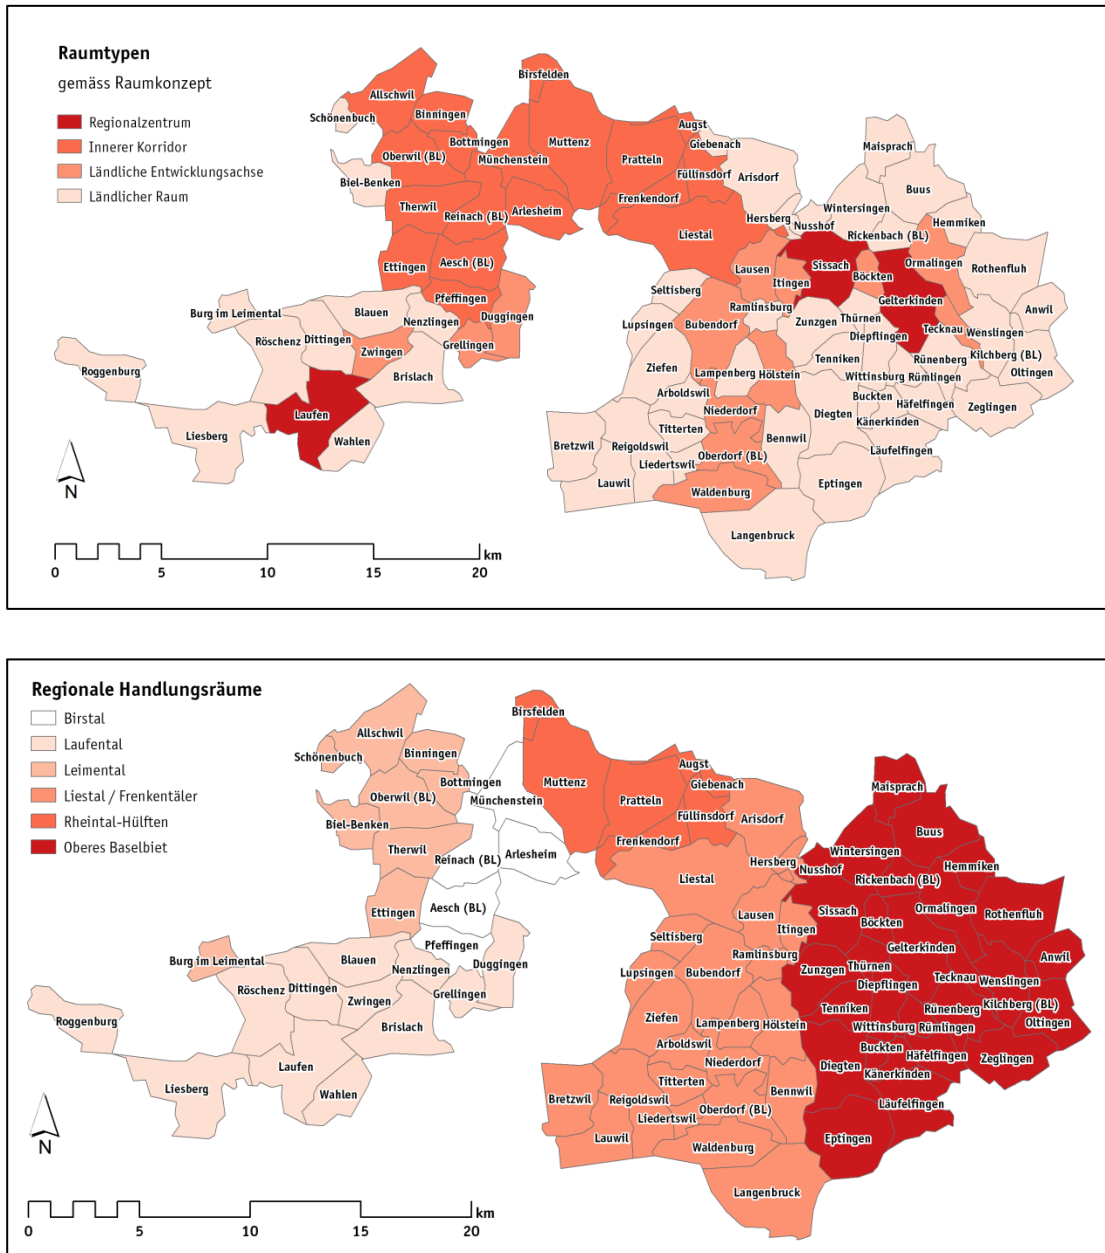 Raumtypen
gemäss Raumkonzept
Regionalzentrum
Innerer Korridor
Ländliche Entwicklungsachse
Ländlicher Raum
Birsfelden
Allschwil
Binningen
Schönenbuch
Augst
Bottmingen
Muttenz
Giebenach
Maisprach
Oberwil (BL)
Münchenstein
Pratteln
Füllinsdorf
Arisdorf
Biel-Benken
Buus
Therwil
Reinach (BL)
Arlesheim
Frenkendorf
Wintersingen
Hersberg
Nusshof
Hemmiken
Liestal
Rickenbach (BL)
Ettingen
Aesch (BL)
Lausen
Sissach
Böckten
Ormalingen
Rothenfluh
Itingen
Seltisberg
Pfeffingen
Gelterkinden
Burg im Leimental
Blauen
Nenzlingen
Duggingen
Ramlinsburg
Anwil
Lupsingen
Bubendorf
Zunzgen
Thürnen
Tecknau
Wenslingen
Röschenz
Dittingen
Zwingen
Grellingen
Diepflingen
Kilchberg (BL)
Roggenburg
Brislach
Ziefen
Lampenberg
Hölstein
Tenniken
Rünenberg
Oltingen
Wittinsburg
Rümlingen
Arboldswil
Buckten
Häfelfingen
Zeglingen
Laufen
Niederdorf
Diegten
Känerkinden
Liesberg
Wahlen
Titterten
Bretzwil
Reigoldswil
Bennwil
Läufelfingen
Liedertswil
Oberdorf (BL)
Lauwil
Waldenburg
Eptingen
Langenbruck
N
km
0 5 10 15 20
Regionale Handlungsräume
Birstal
Laufental
Leimental
Liestal / Frenkentäler
Rheintal-Hülften
Oberes Baselbiet
Birsfelden
Allschwil
Binningen
Schönenbuch
Augst
Bottmingen
Muttenz
Giebenach
Maisprach
Oberwil (BL)
Münchenstein
Pratteln
Füllinsdorf
Arisdorf
Biel-Benken
Buus
Therwil
Reinach (BL)
Arlesheim
Frenkendorf
Wintersingen
Hersberg
Nusshof
Hemmiken
Liestal
Rickenbach (BL)
Ettingen
Aesch (BL)
Lausen
Sissach
Böckten
Ormalingen
Rothenfluh
Itingen
Seltisberg
Pfeffingen
Gelterkinden
Burg im Leimental
Blauen
Nenzlingen
Duggingen
Ramlinsburg
Anwil
Lupsingen
Bubendorf
Zunzgen
Thürnen
Tecknau
Wenslingen
Röschenz
Dittingen
Zwingen
Grellingen
Diepflingen
Kilchberg (BL)
Roggenburg
Brislach
Ziefen
Lampenberg
Hölstein
Tenniken
Rünenberg
Oltingen
Wittinsburg
Rümlingen
Arboldswil
Buckten
Häfelfingen
Zeglingen
Laufen
Niederdorf
Diegten
Känerkinden
Liesberg
Wahlen
Titterten
Bretzwil
Reigoldswil
Bennwil
Läufelfingen
Liedertswil
Oberdorf (BL)
Lauwil
Waldenburg
Eptingen
Langenbruck
N
km
0 5 10 15 20